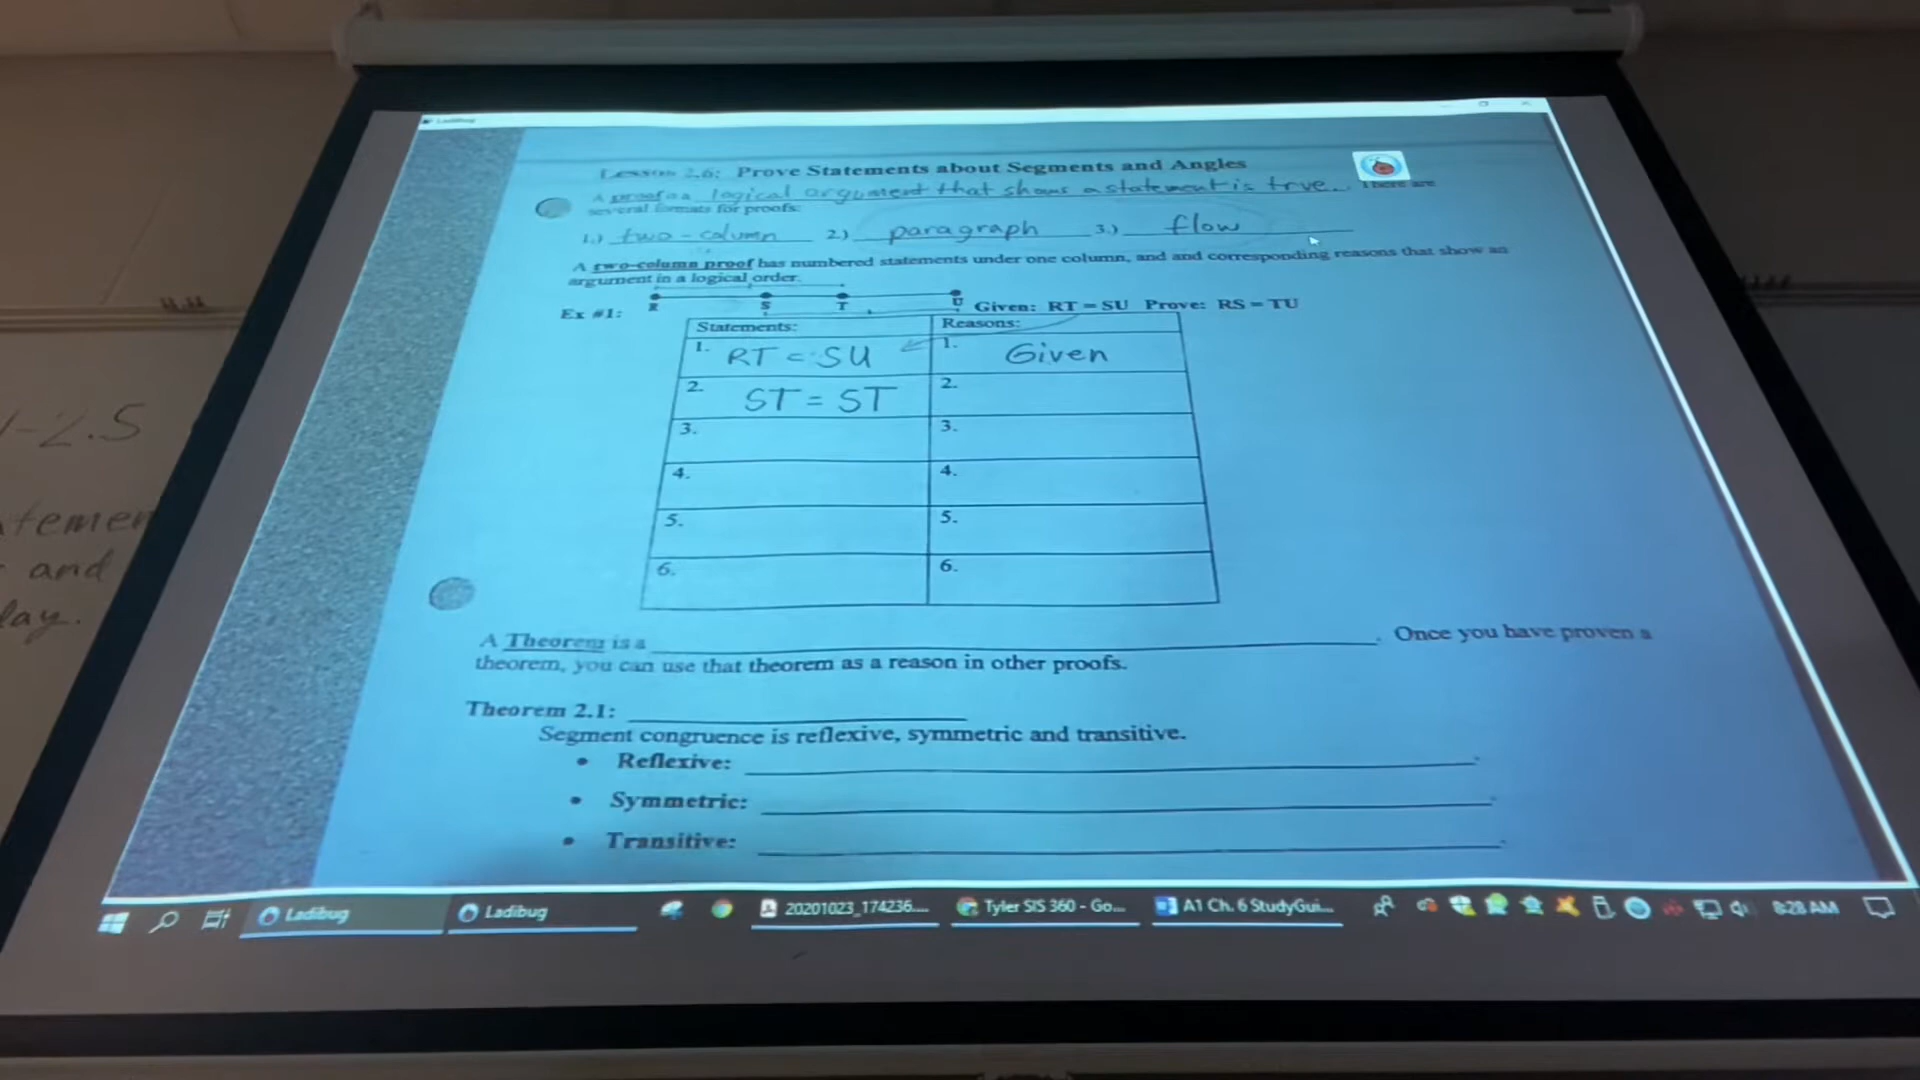 Ladibug
Lesson 2.6: Prove Statements about Segments and Angles
A proof is a logical argument that shows a statement is true. There are
several formats for proofs:
1.) two-column 2.) paragraph 3.) flow
A two-column proof has numbered statements under one column, and and corresponding reasons that show an
argument in a logical order.
Ex #1: R S T U Given: RT = SU Prove: RS = TU
Statements: Reasons:
1. RT = SU 1. Given
2. ST = ST 2.
3. 3.
4. 4.
5. 5.
6. 6.
A Theorem is a . Once you have proven a
theorem, you can use that theorem as a reason in other proofs.
Theorem 2.1:
Segment congruence is reflexive, symmetric and transitive.
• Reflexive: .
• Symmetric: .
• Transitive: .
-2.5
and
Ladibug Ladibug 20201023_174236.... Tyler SIS 360 - Go... A1 Ch. 6 StudyGui... 8:28 AM